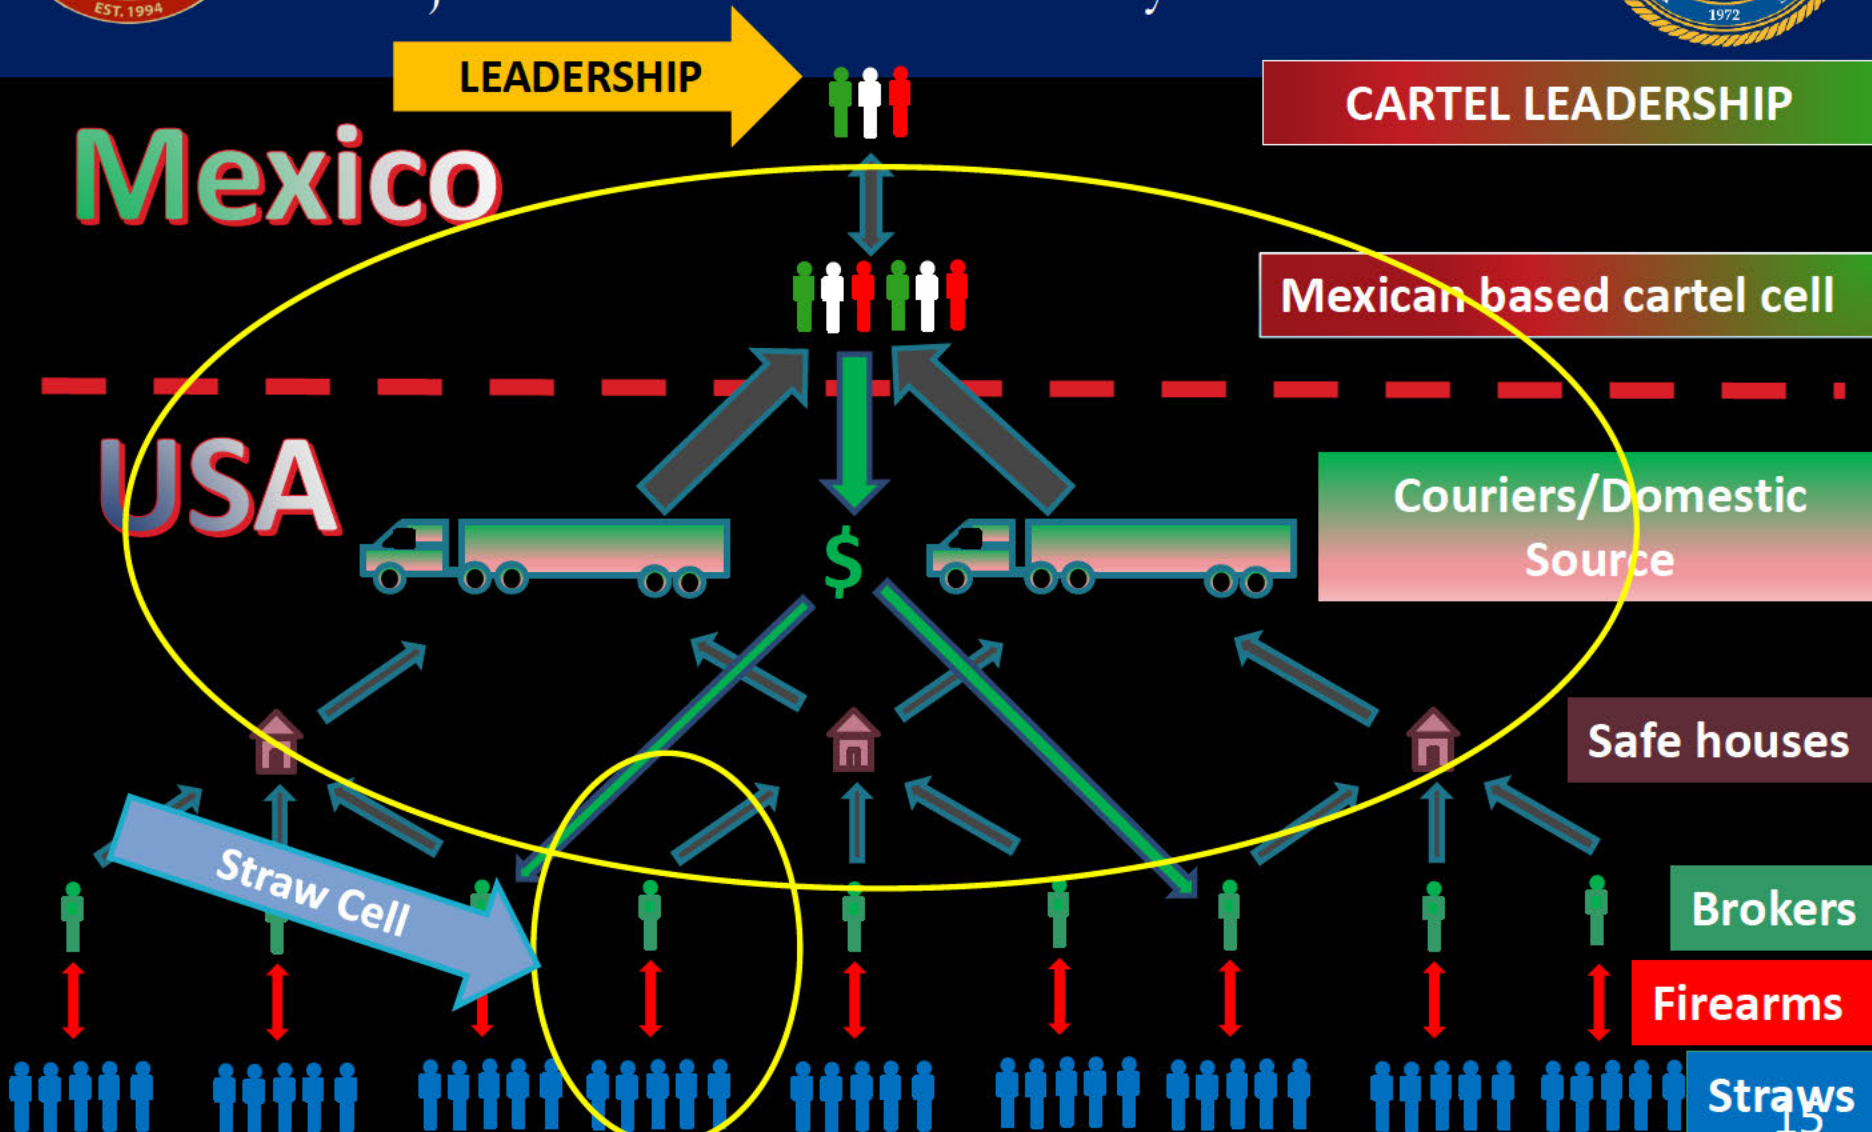 EST. 1994
1972
LEADERSHIP
CARTEL LEADERSHIP
Mexico
Mexican based cartel cell
USA
Couriers/Domestic
Source
$
Safe houses
Straw Cell
Brokers
Firearms
Straws
15